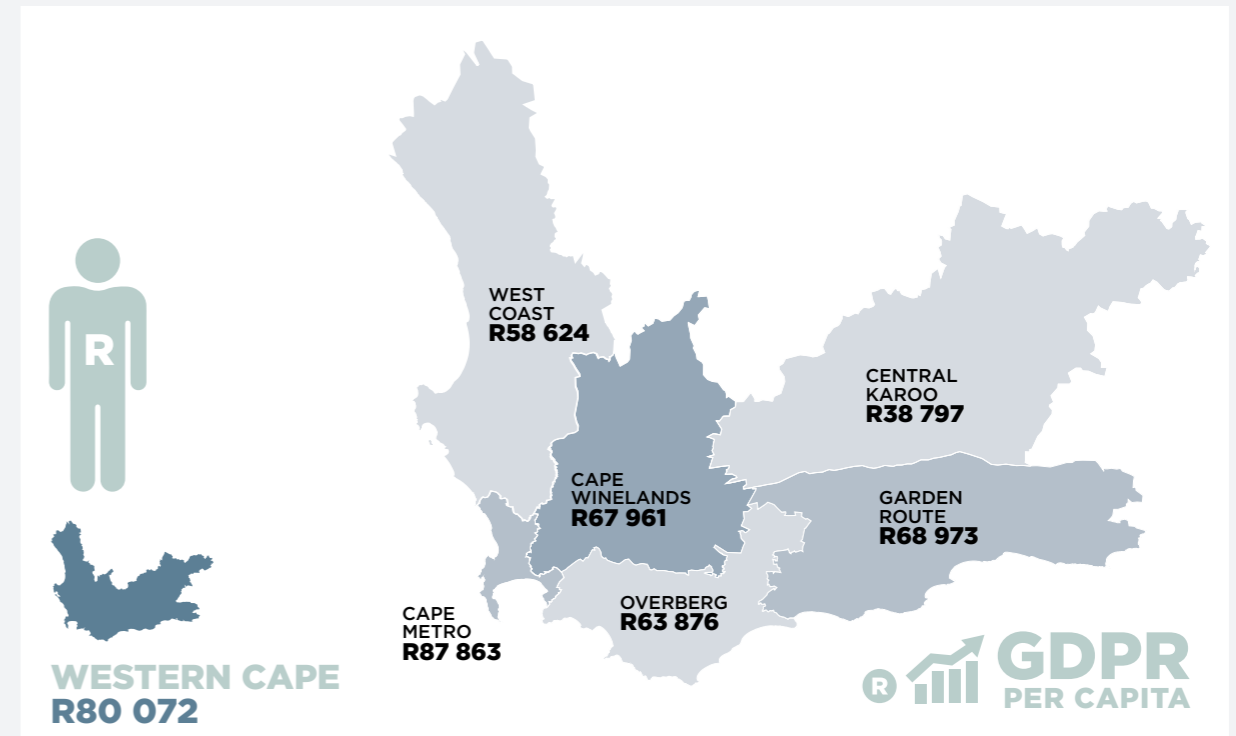 WEST
COAST
R58 624
CENTRAL
KAROO
R38 797
CAPE
WINELANDS
R67 961
GARDEN
ROUTE
R68 973
OVERBERG
R63 876
CAPE
METRO
R87 863
R
WESTERN CAPE
R80 072
R
GDPR
PER CAPITA